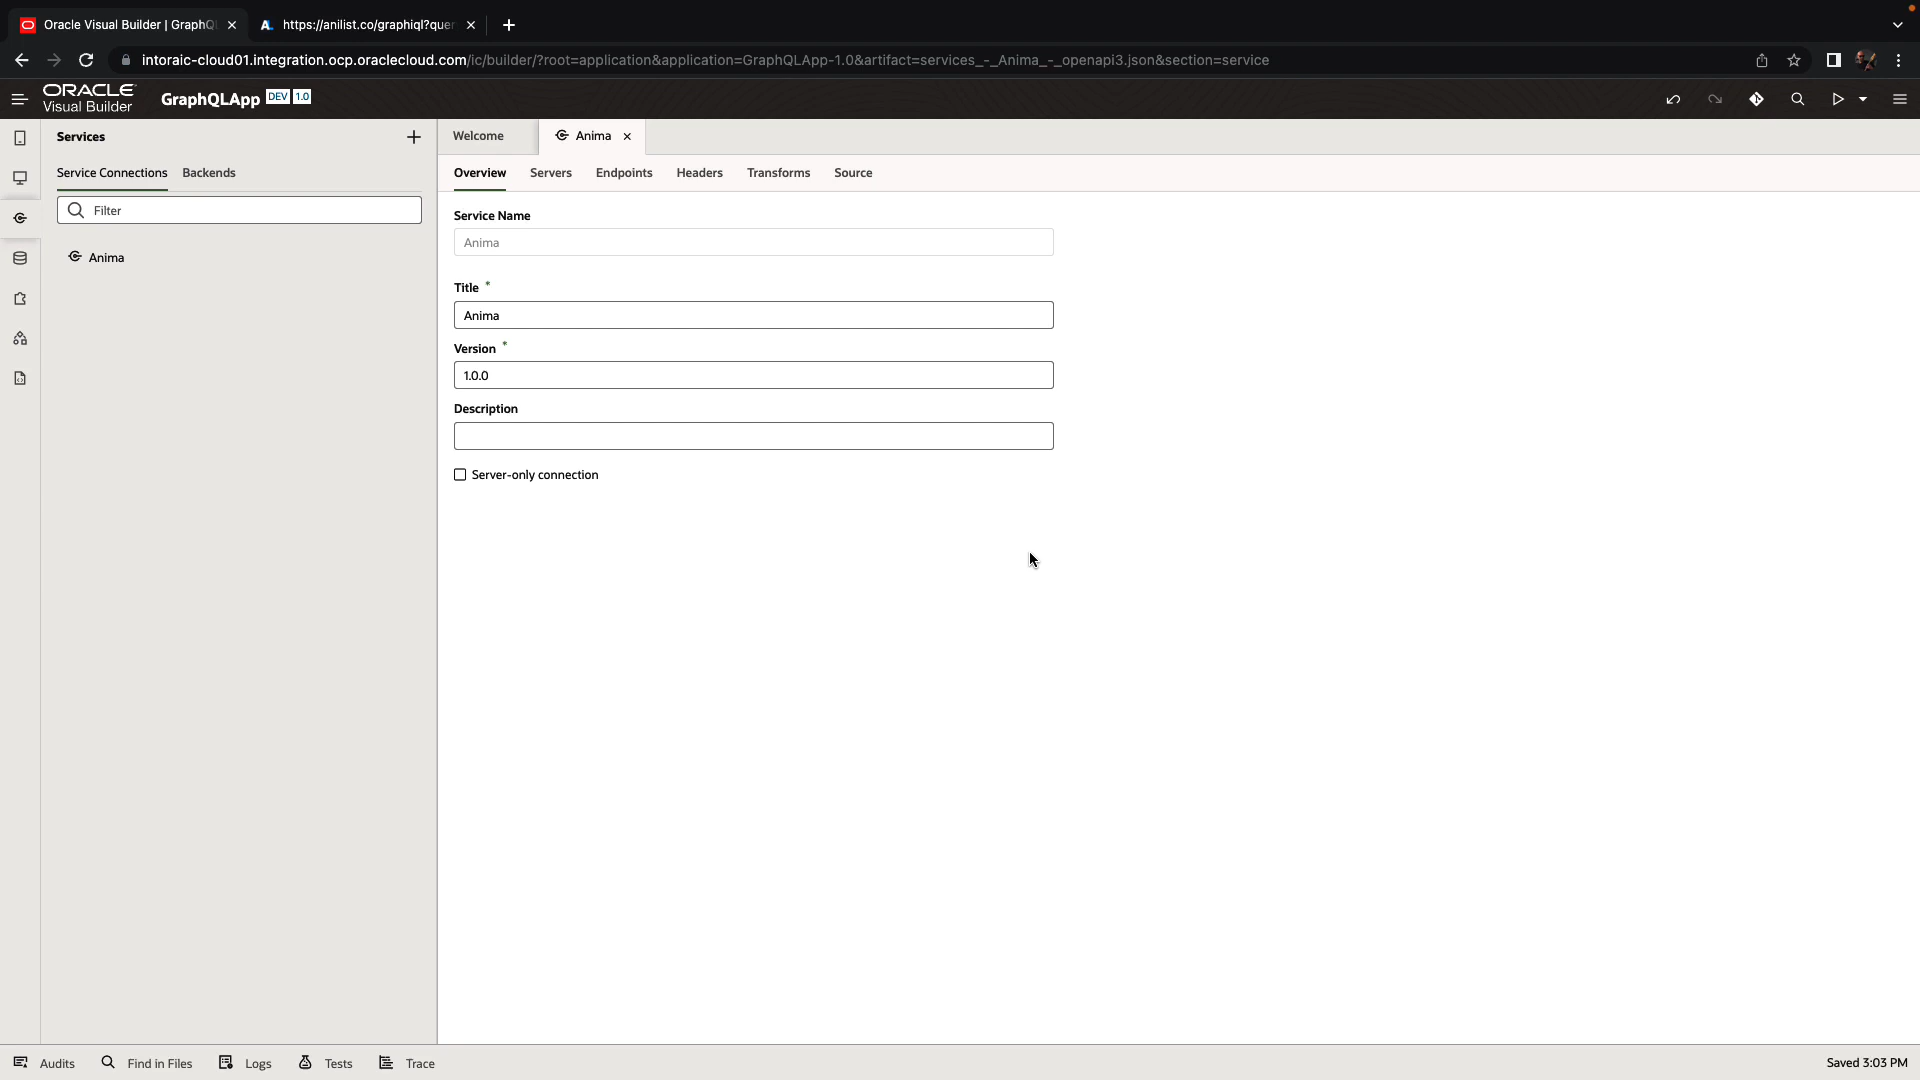 Oracle Visual Builder | GraphQL
https://anilist.co/graphiql?quer
intoraic-cloud01.integration.ocp.oraclecloud.com/ic/builder/?root=application&application=GraphQLApp-1.0&artifact=services_-_Anima_-_openapi3.json&section=service
ORACLE
Visual Builder
GraphQLApp DEV 1.0
Services
Service Connections Backends
Filter
Anima
Welcome Anima
Overview Servers Endpoints Headers Transforms Source
Service Name
Anima
Title *
Anima
Version *
1.0.0
Description
Server-only connection
Audits Find in Files Logs Tests Trace
Saved 3:03 PM